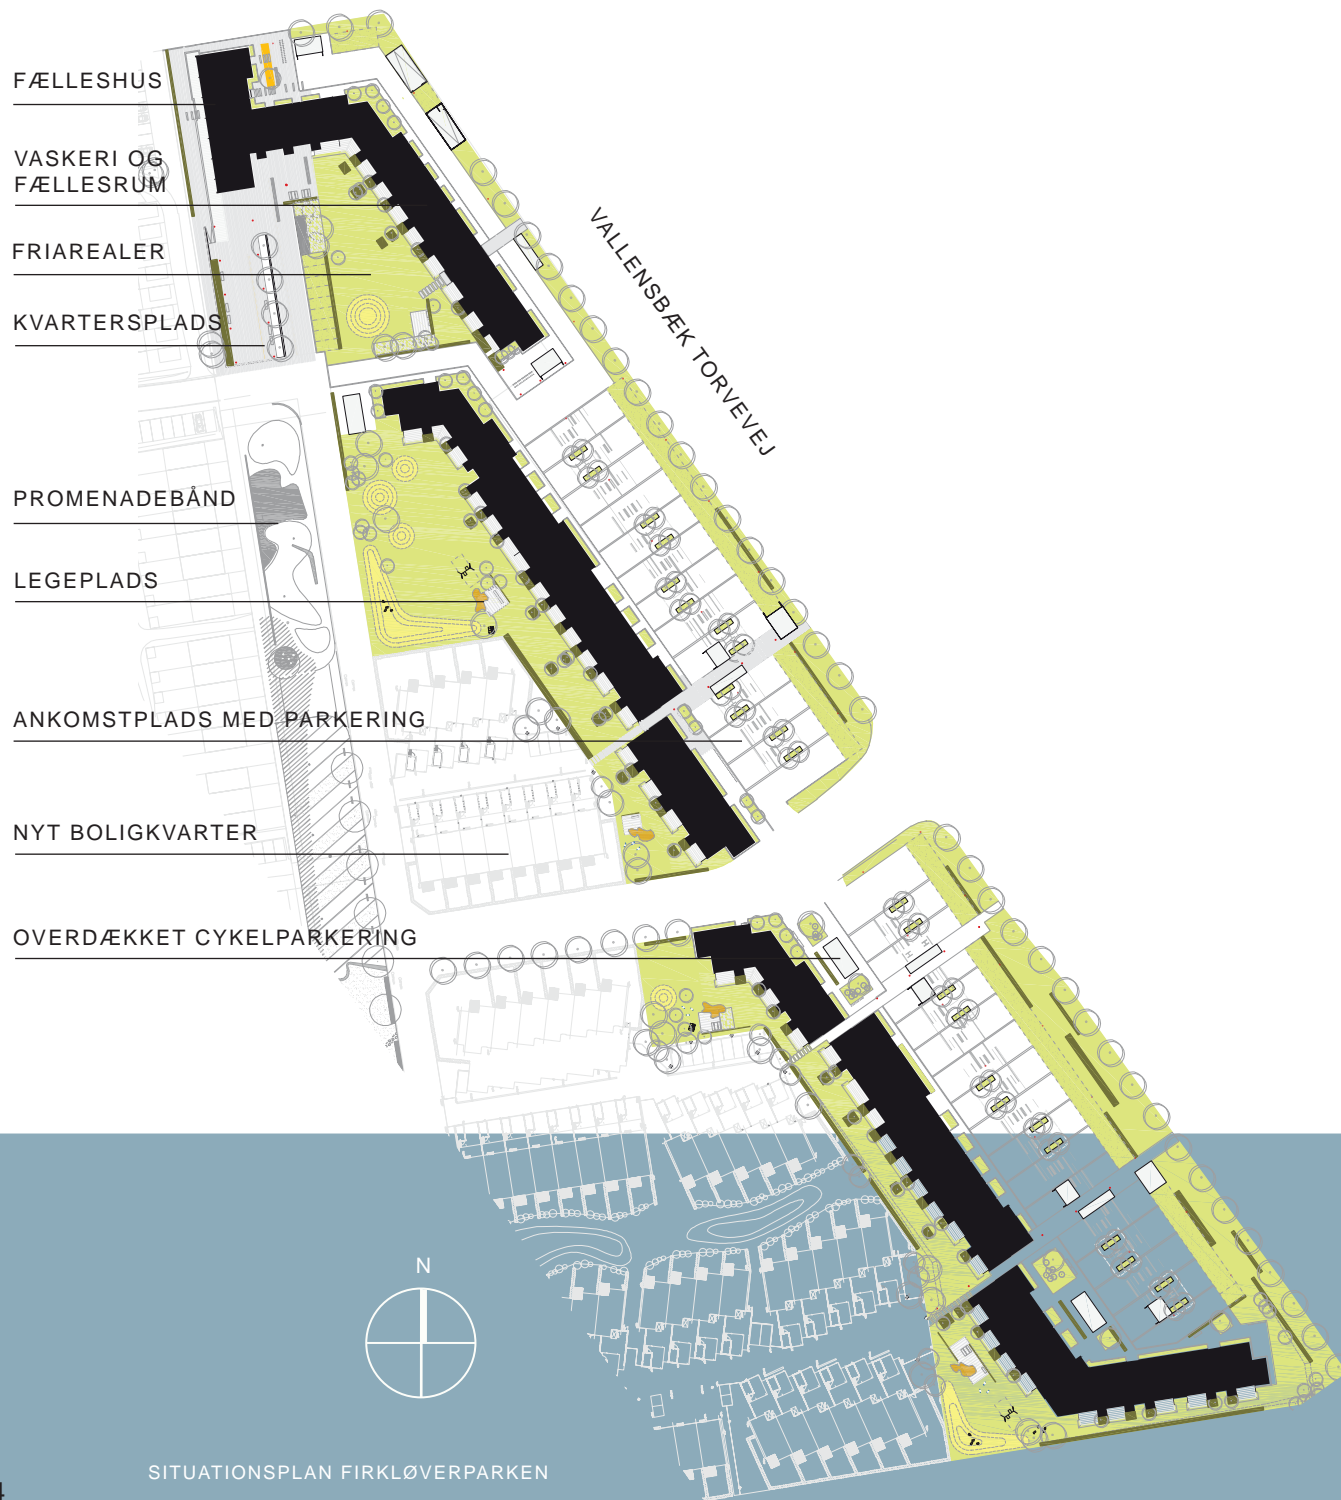 FÆLLESHUS
VASKERI OG
FÆLLESRUM
FRIAREALER
KVARTERSPLADS
VALLENSBÆK TORVEVEJ
PROMENADEBÅND
LEGEPLADS
ANKOMSTPLADS MED PARKERING
NYT BOLIGKVARTER
OVERDÆKKET CYKELPARKERING
N
SITUATIONSPLAN FIRKLØVERPARKEN
4